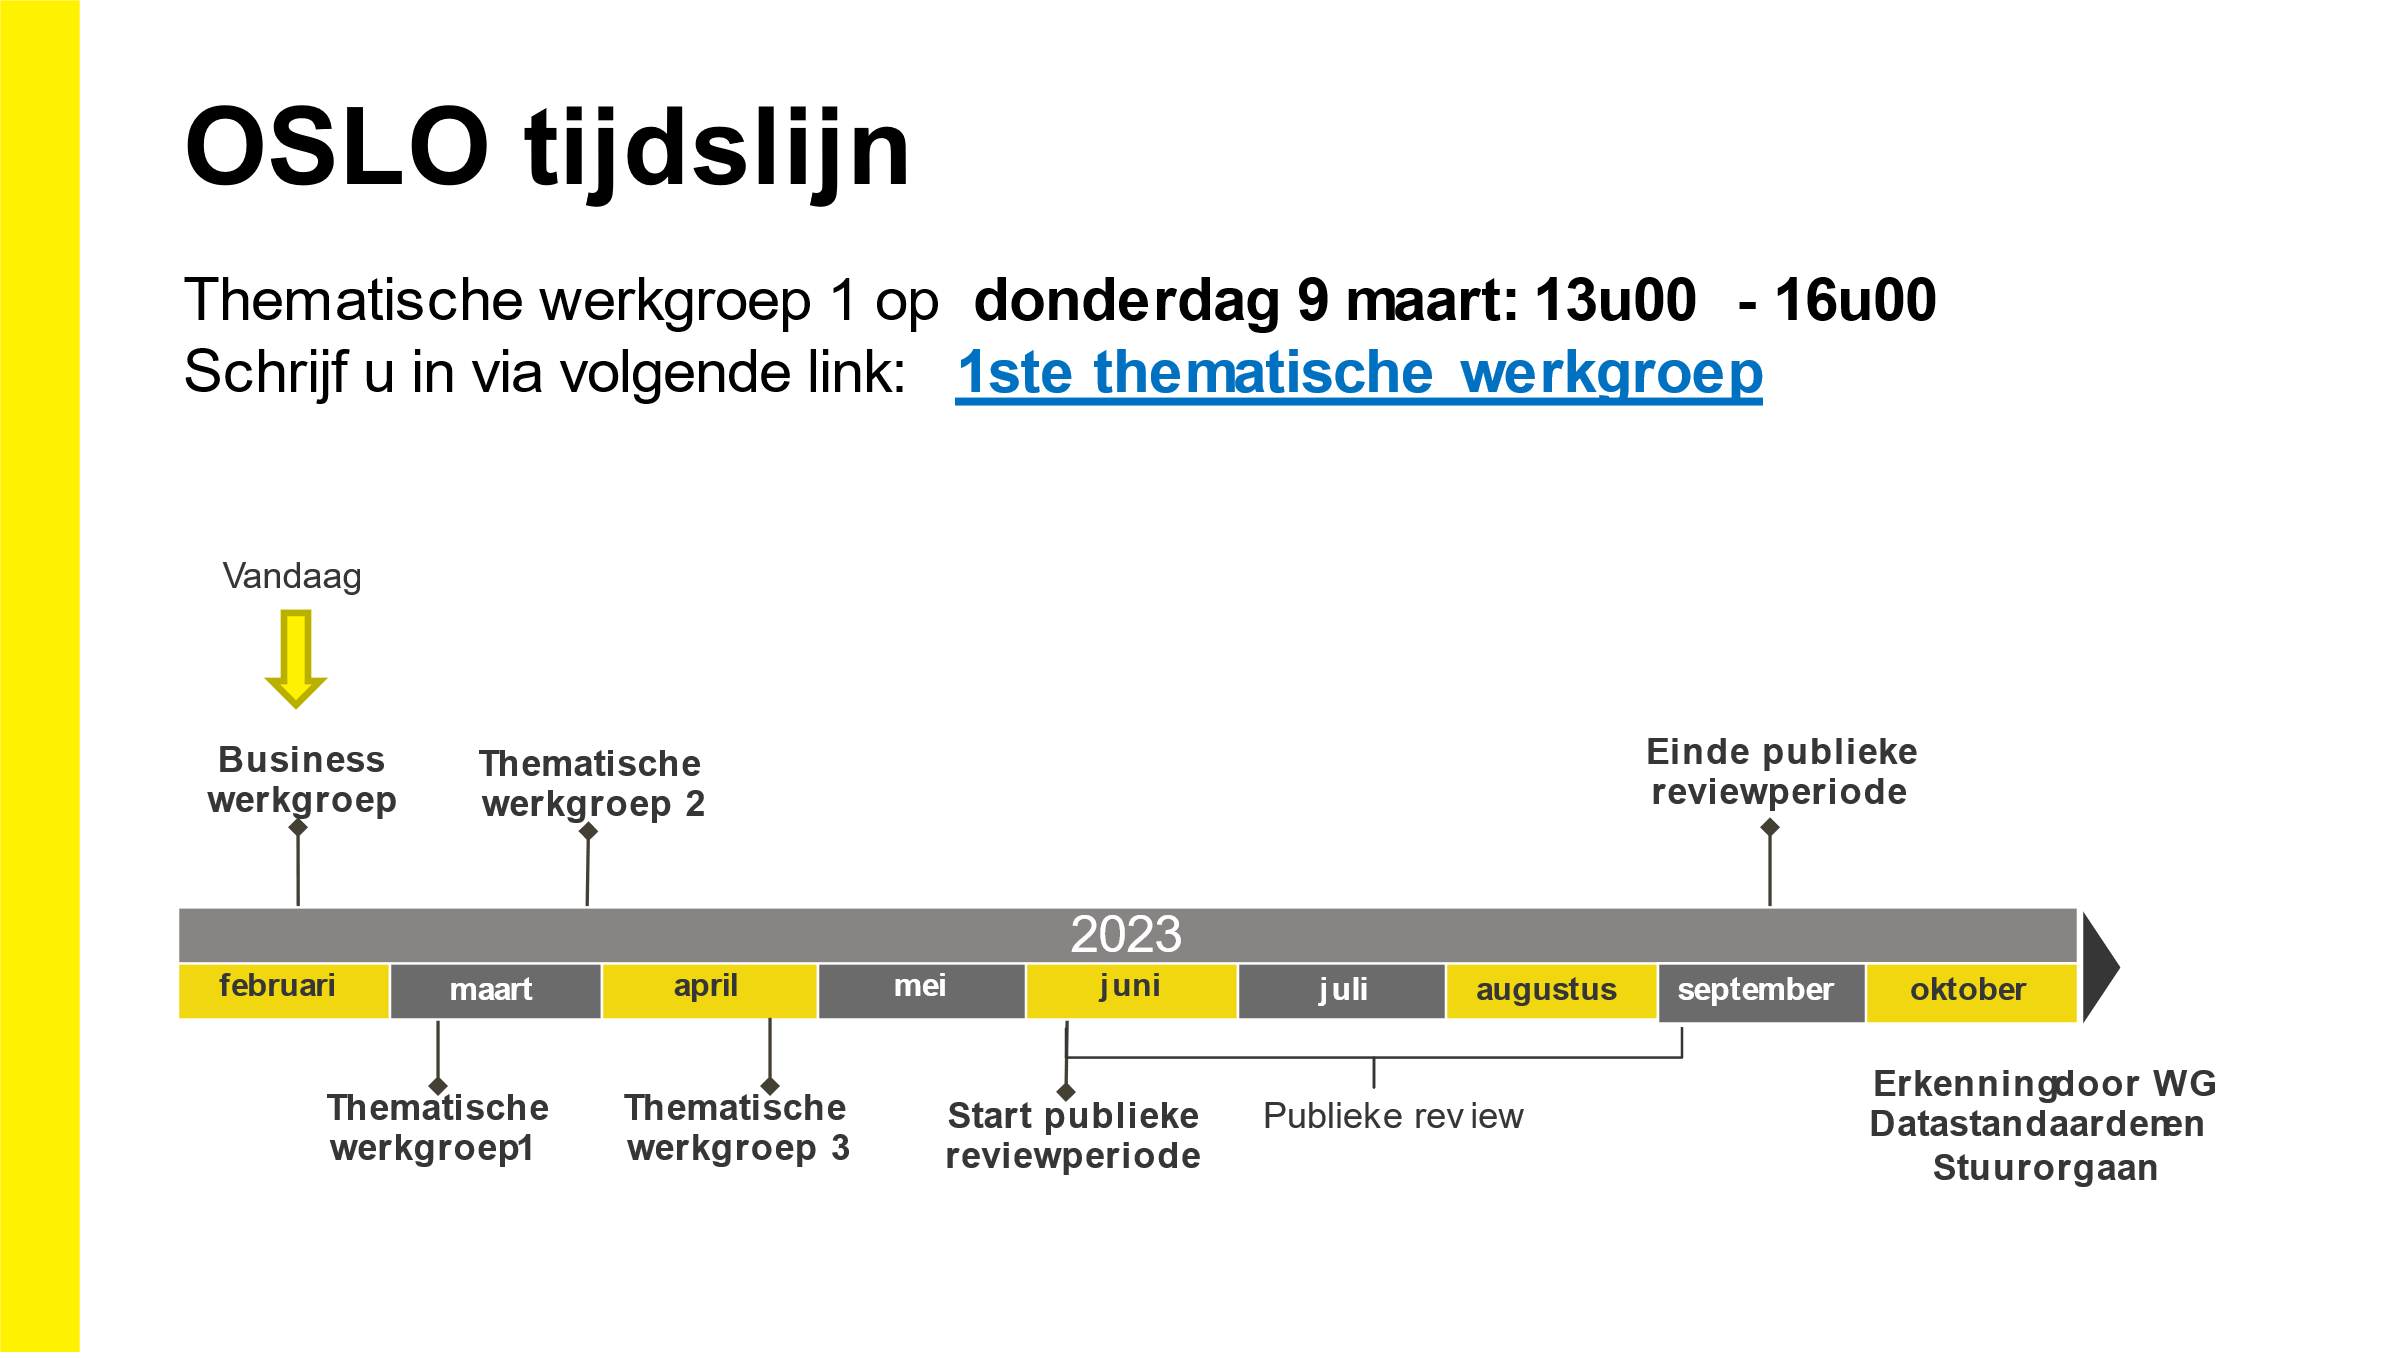 OSLO tijdslijn
Thematische werkgroep 1 op donderdag 9 maart: 13u00 - 16u00
Schrijf u in via volgende link: 1ste thematische werkgroep
Vandaag
Business
werkgroep
Thematische
werkgroep 2
Einde publieke
reviewperiode
2023
februari
maart
april
mei
juni
juli
augustus
september
oktober
Thematische
werkgroep1
Thematische
werkgroep 3
Start publieke
reviewperiode
Publieke review
Erkenning door WG
Datastandaarden en
Stuurorgaan